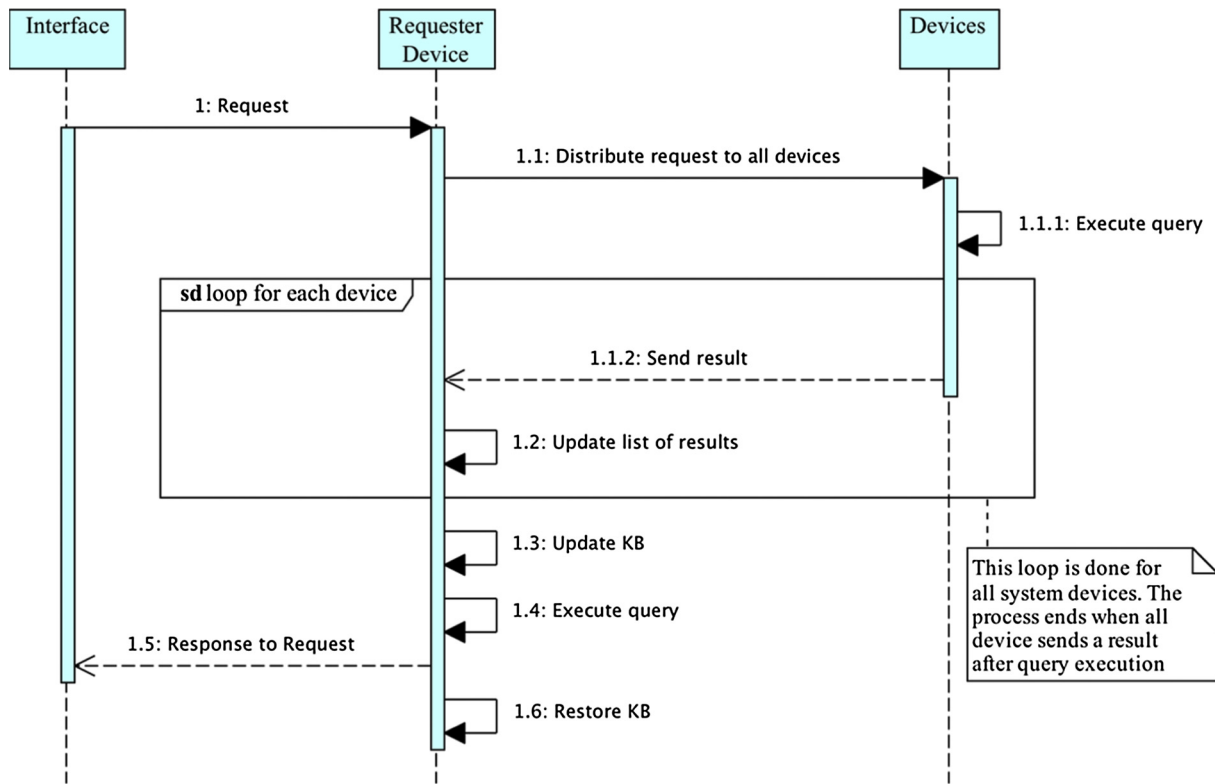 Interface
Requester
Device
Devices
1: Request
1.1: Distribute request to all devices
1.1.1: Execute query
sd loop for each device
1.1.2: Send result
1.2: Update list of results
1.3: Update KB
This loop is done for
all system devices. The
process ends when all
device sends a result
after query execution
1.4: Execute query
1.5: Response to Request
1.6: Restore KB